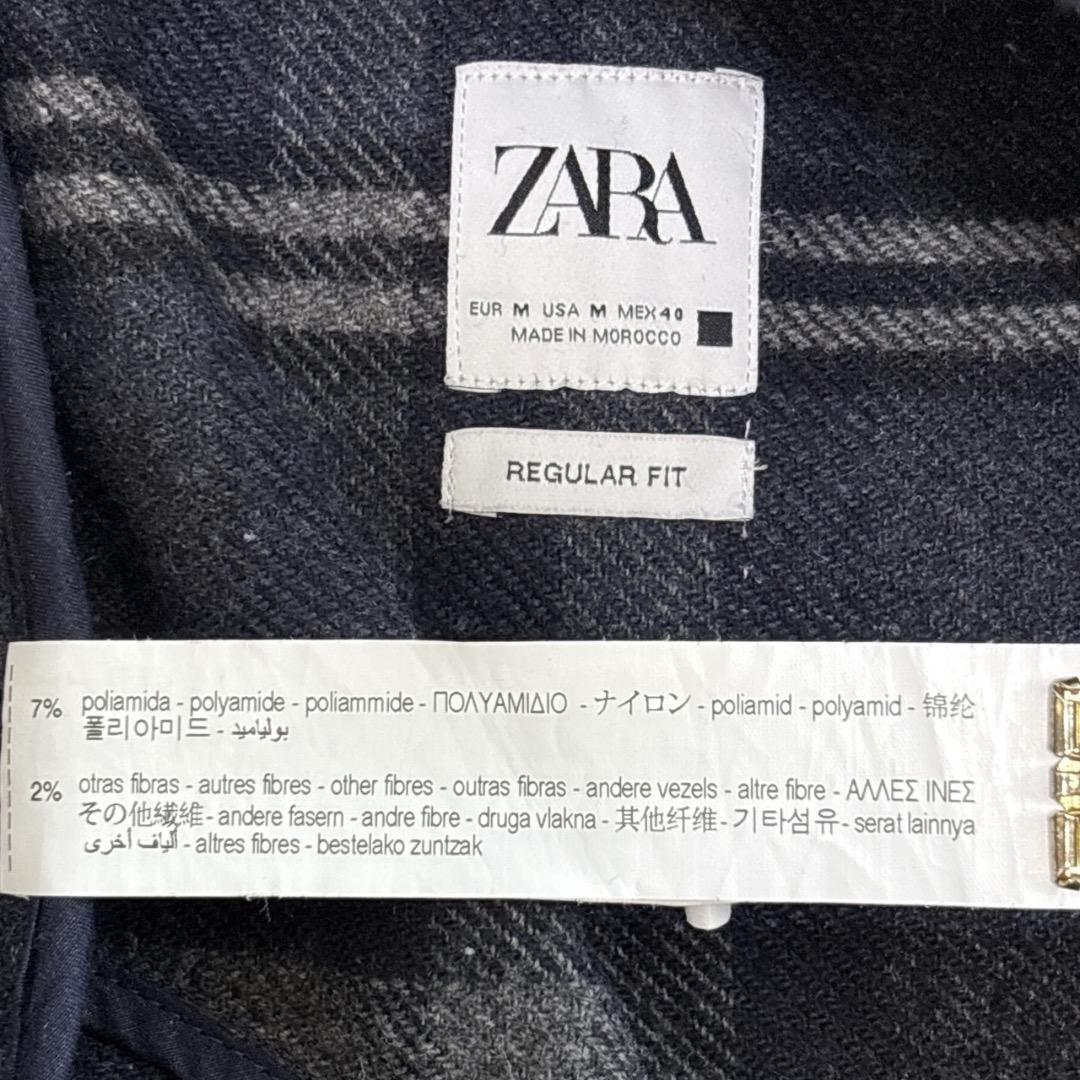 ZARA
EUR M USA M MEX 40
MADE IN MOROCCO
REGULAR FIT
7% poliamida - polyamide - poliammide - ΠΟΛΥΑΜΙΔΙΟ - ナイロン - poliamid - polyamid - 锦纶
폴리아미드 - بولياميد
2% otras fibras - autres fibres - other fibres - outras fibras - andere vezels - altre fibre - ΑΛΛΕΣ ΙΝΕΣ
その他繊維 - andere fasern - andre fibre - druga vlakna - 其他纤维 - 기타섬유 - serat lainnya
ألياف أخرى - altres fibres - bestelako zuntzak